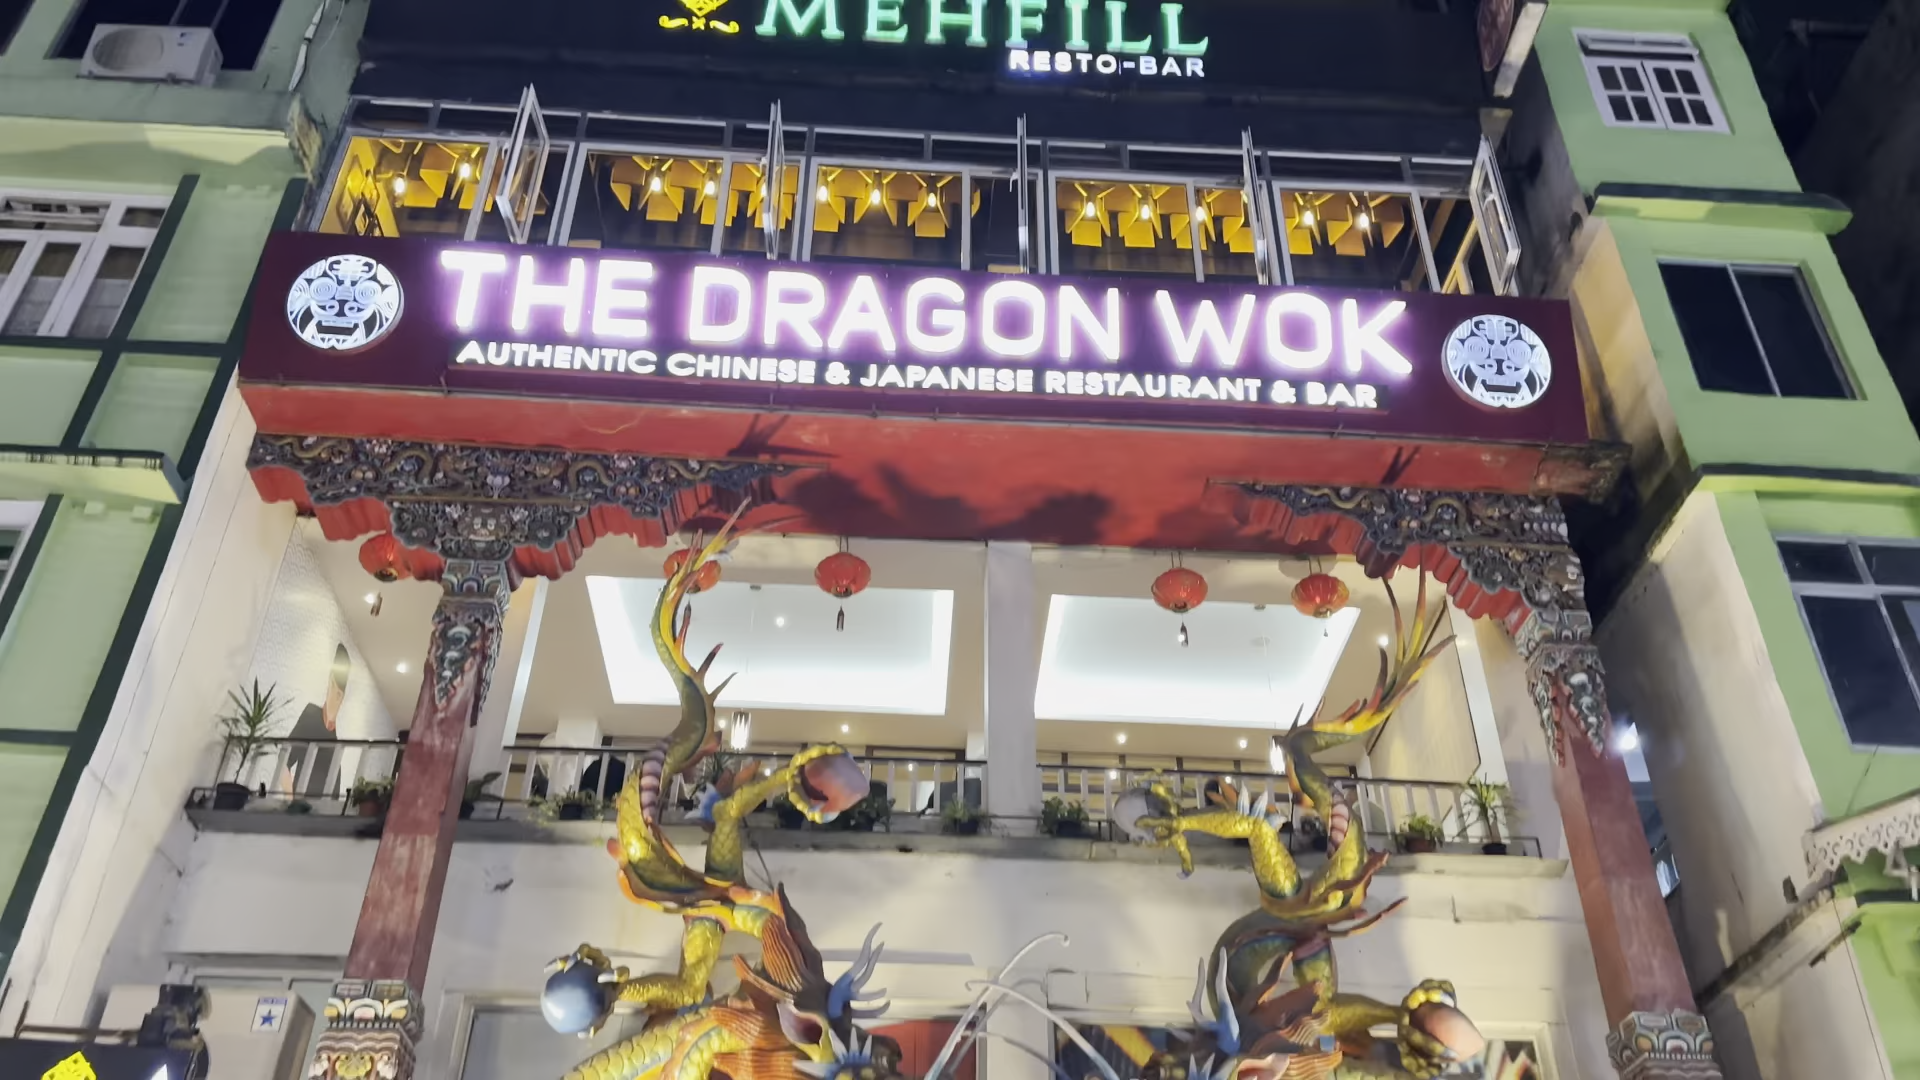 MEHFILL
RESTO-BAR
THE DRAGON WOK
AUTHENTIC CHINESE & JAPANESE RESTAURANT & BAR